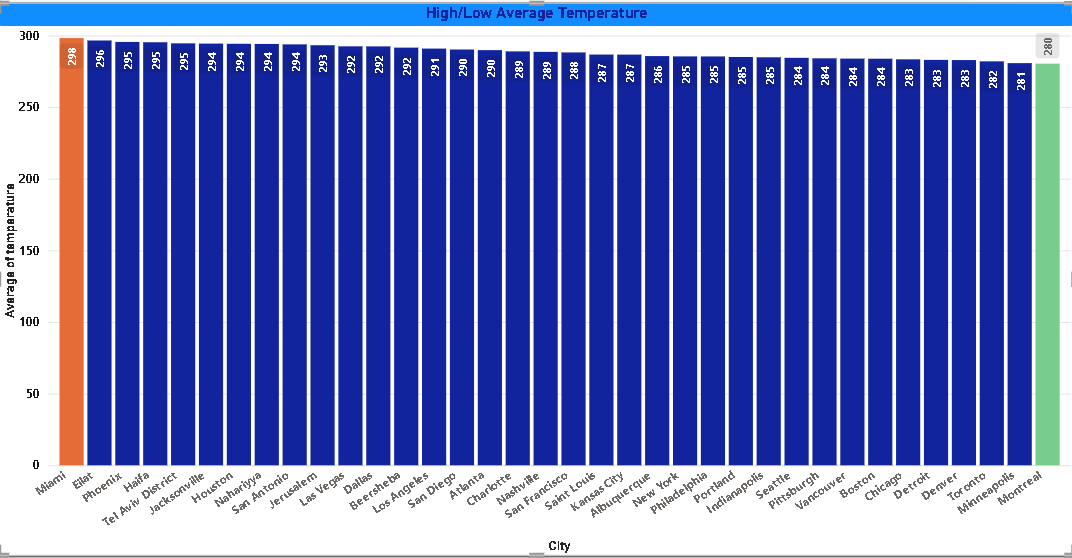 High/Low Average Temperature
Average of temperature
300
250
200
150
100
50
0
298
296
295
295
295
294
294
294
294
293
292
292
292
291
290
290
289
289
288
287
287
286
285
285
285
285
284
284
284
284
283
283
283
282
281
280
Miami
Eilat
Phoenix
Haifa
Tel Aviv District
Jacksonville
Houston
Nahariyya
San Antonio
Jerusalem
Las Vegas
Dallas
Beersheba
Los Angeles
San Diego
Atlanta
Charlotte
Nashville
San Francisco
Saint Louis
Kansas City
Albuquerque
New York
Philadelphia
Portland
Indianapolis
Seattle
Pittsburgh
Vancouver
Boston
Chicago
Detroit
Denver
Toronto
Minneapolis
Montreal
City